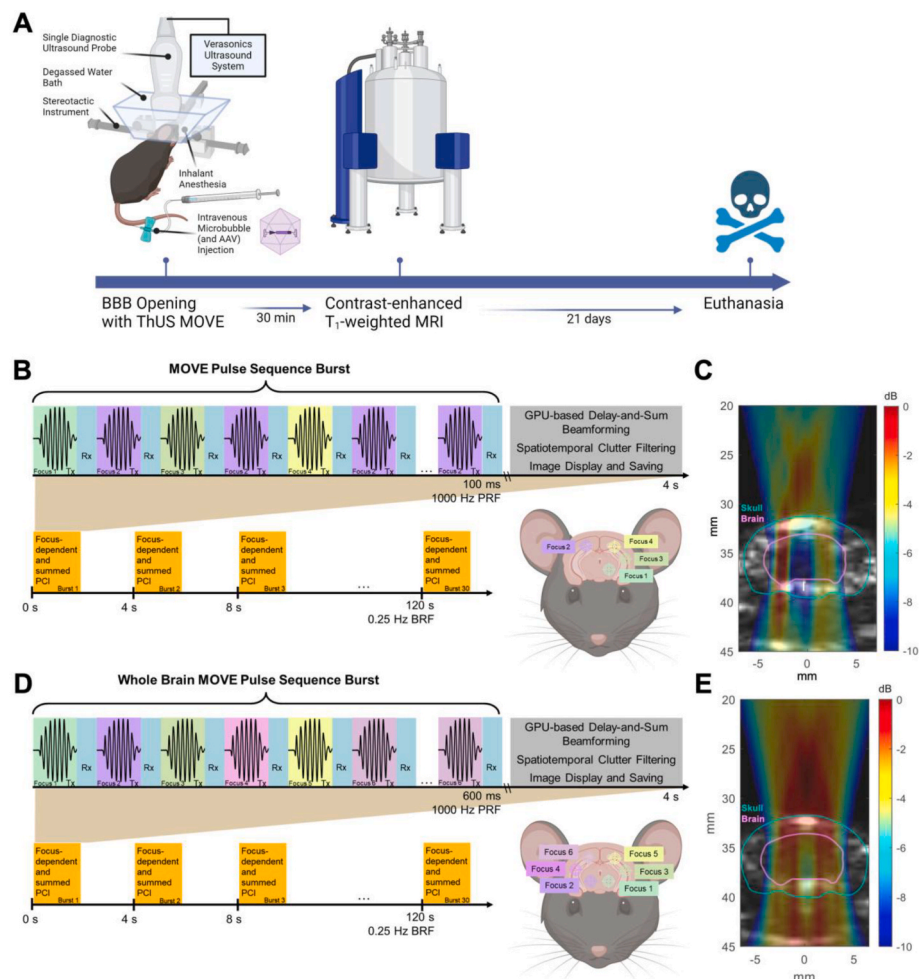 A
Single Diagnostic
Ultrasound Probe
Verasonics
Ultrasound
System
Degassed Water
Bath
Stereotactic
Instrument
Inhalant
Anesthesia
Intravenous
Microbubble
(and AAV)
Injection
BBB Opening
with ThUS MOVE
30 min
Contrast-enhanced
T₁-weighted MRI
21 days
Euthanasia
B
MOVE Pulse Sequence Burst
Rx Rx Rx Rx Rx Rx Rx
Focus 1 Tx Focus 2 Tx Focus 3 Tx Focus 2 Tx Focus 4 Tx Focus 2 Tx ... Focus 2 Tx
GPU-based Delay-and-Sum
Beamforming
Spatiotemporal Clutter Filtering
Image Display and Saving
100 ms
1000 Hz PRF
4 s
Focus-dependent and summed PCI Burst 1
Focus-dependent and summed PCI Burst 2
Focus-dependent and summed PCI Burst 3
...
Focus-dependent and summed PCI Burst 30
0 s 4 s 8 s 120 s
0.25 Hz BRF
Focus 2
Focus 4
Focus 3
Focus 1
C
dB
20 25 30 35 40 45
mm
Skull
Brain
-5 0 5
mm
0 -2 -4 -6 -8 -10
D
Whole Brain MOVE Pulse Sequence Burst
Rx Rx Rx Rx Rx Rx Rx
Focus 1 Tx Focus 2 Tx Focus 3 Tx Focus 4 Tx Focus 5 Tx Focus 6 Tx ... Focus 6 Tx
GPU-based Delay-and-Sum
Beamforming
Spatiotemporal Clutter Filtering
Image Display and Saving
600 ms
1000 Hz PRF
4 s
Focus-dependent and summed PCI Burst 1
Focus-dependent and summed PCI Burst 2
Focus-dependent and summed PCI Burst 3
...
Focus-dependent and summed PCI Burst 30
0 s 4 s 8 s 120 s
0.25 Hz BRF
Focus 6
Focus 5
Focus 4
Focus 3
Focus 2
Focus 1
E
dB
20 25 30 35 40 45
mm
Skull
Brain
-5 0 5
mm
0 -2 -4 -6 -8 -10